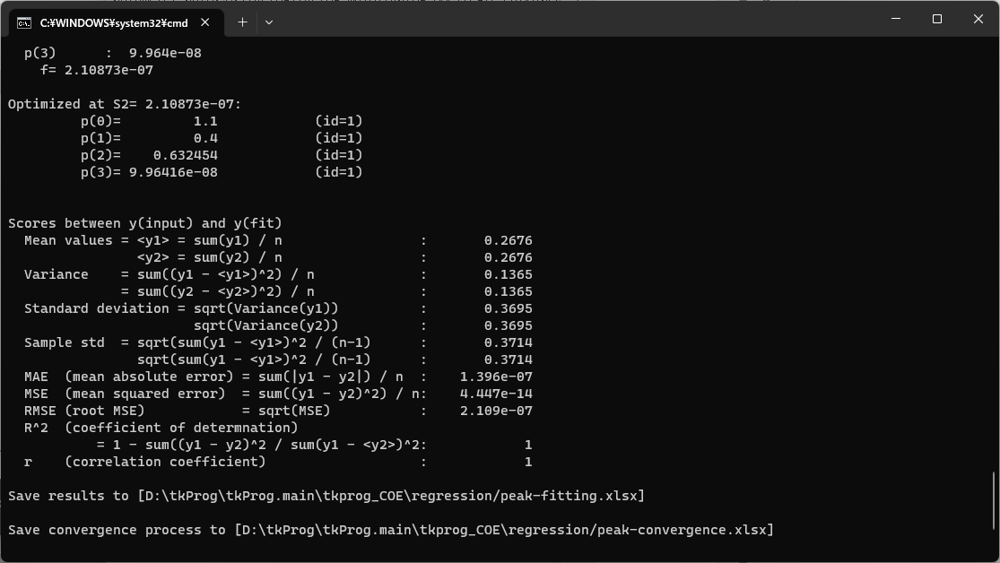 C:¥WINDOWS¥system32¥cmd
p(3)      :  9.964e-08
f= 2.10873e-07
Optimized at S2= 2.10873e-07:
p(0)=         1.1            (id=1)
p(1)=         0.4            (id=1)
p(2)=    0.632454            (id=1)
p(3)= 9.96416e-08            (id=1)
Scores between y(input) and y(fit)
Mean values = <y1> = sum(y1) / n                 :       0.2676
<y2> = sum(y2) / n                 :       0.2676
Variance    = sum((y1 - <y1>)^2) / n             :       0.1365
= sum((y2 - <y2>)^2) / n             :       0.1365
Standard deviation = sqrt(Variance(y1))          :       0.3695
sqrt(Variance(y2))          :       0.3695
Sample std  = sqrt(sum(y1 - <y1>)^2 / (n-1)      :       0.3714
sqrt(sum(y1 - <y1>)^2 / (n-1)      :       0.3714
MAE  (mean absolute error) = sum(|y1 - y2|) / n  :    1.396e-07
MSE  (mean squared error)  = sum((y1 - y2)^2) / n:    4.447e-14
RMSE (root MSE)            = sqrt(MSE)           :    2.109e-07
R^2  (coefficient of determnation)
= 1 - sum((y1 - y2)^2 / sum(y1 - <y2>)^2:            1
r    (correlation coefficient)                   :            1
Save results to [D:\tkProg\tkProg.main\tkprog_COE\regression/peak-fitting.xlsx]
Save convergence process to [D:\tkProg\tkProg.main\tkprog_COE\regression/peak-convergence.xlsx]